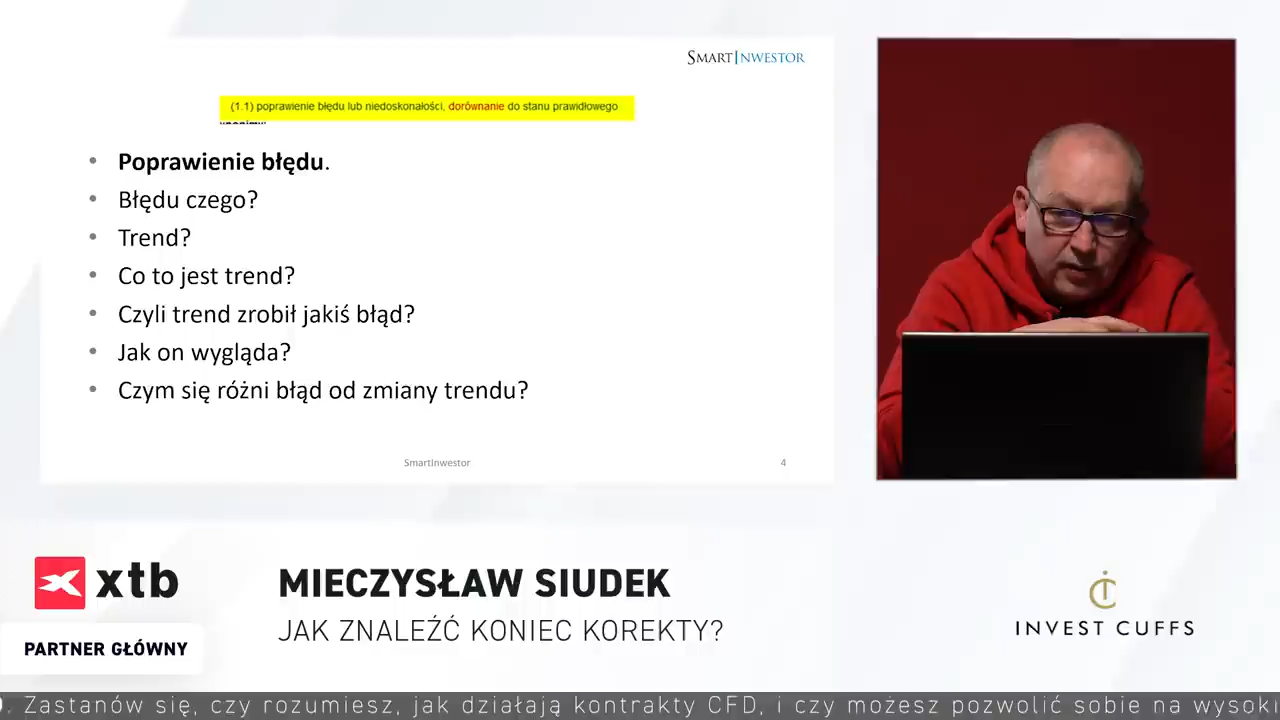 SMARTINWESTOR
(1.1) poprawienie błędu lub niedoskonałości, dorównanie do stanu prawidłowego
• Poprawienie błędu.
• Błędu czego?
• Trend?
• Co to jest trend?
• Czyli trend zrobił jakiś błąd?
• Jak on wygląda?
• Czym się różni błąd od zmiany trendu?
SmartInwestor
4
xtb
PARTNER GŁÓWNY
MIECZYSŁAW SIUDEK
JAK ZNALEŹĆ KONIEC KOREKTY?
INVEST CUFFS
. Zastanów się, czy rozumiesz, jak działają kontrakty CFD, i czy możesz pozwolić sobie na wysoki